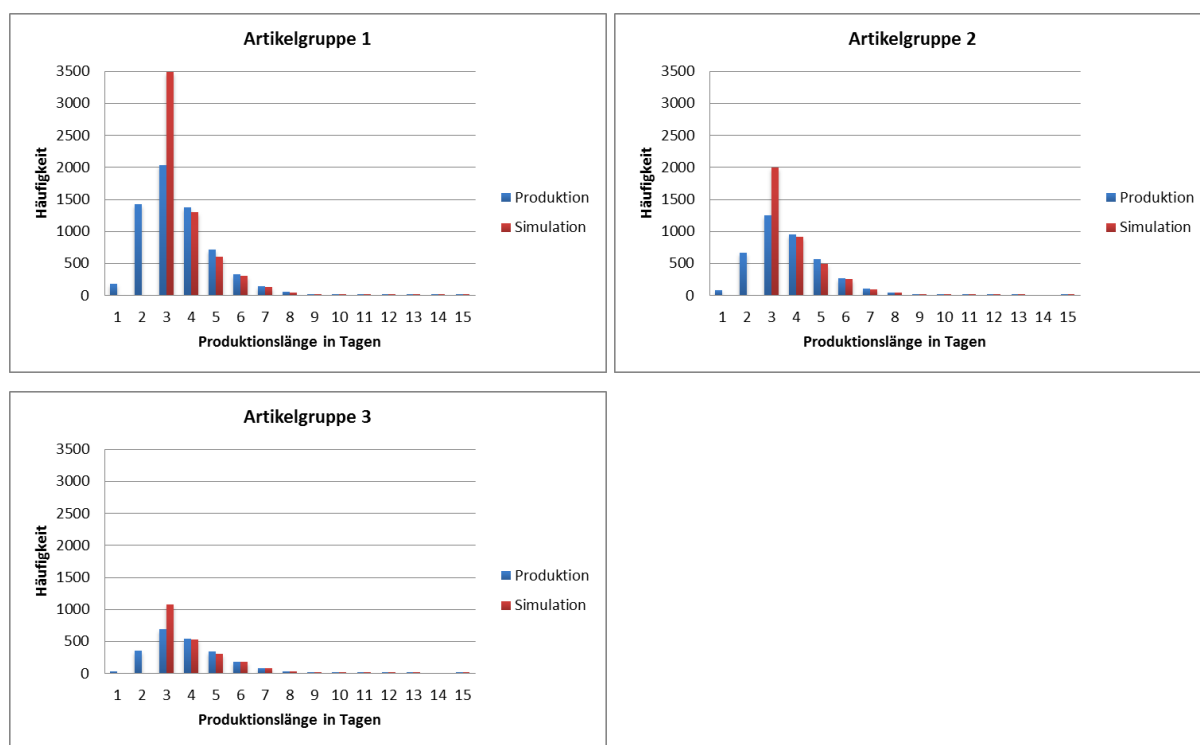 Artikelgruppe 1
3500
3000
2500
2000
1500
1000
500
0
Häufigkeit
1 2 3 4 5 6 7 8 9 10 11 12 13 14 15
Produktionslänge in Tagen
Produktion
Simulation
Artikelgruppe 2
3500
3000
2500
2000
1500
1000
500
0
Häufigkeit
1 2 3 4 5 6 7 8 9 10 11 12 13 14 15
Produktionslänge in Tagen
Produktion
Simulation
Artikelgruppe 3
3500
3000
2500
2000
1500
1000
500
0
Häufigkeit
1 2 3 4 5 6 7 8 9 10 11 12 13 14 15
Produktionslänge in Tagen
Produktion
Simulation